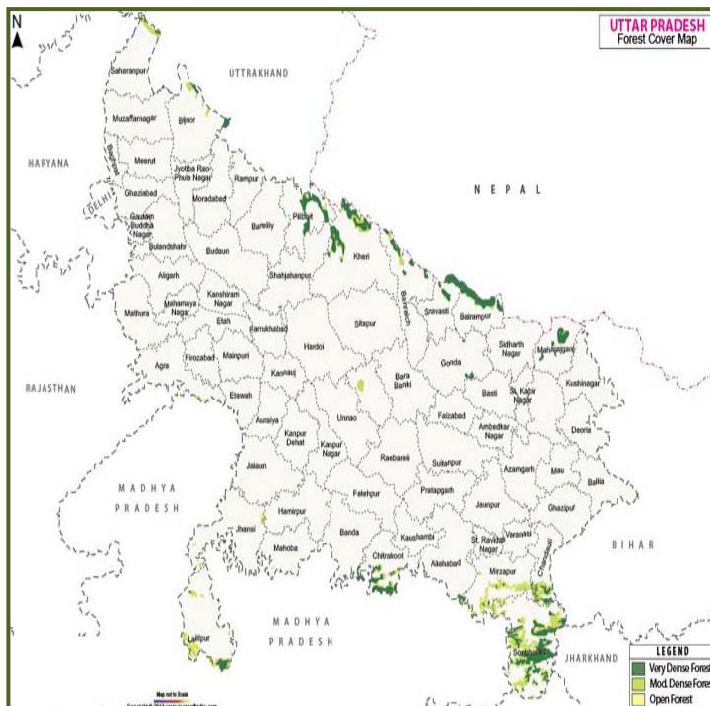 N
UTTAR PRADESH
Forest Cover Map
Saharanpur
UTTRAKHAND
Muzaffarnagar
Bijnor
HARYANA
Baghpat
Meerut
Jyotba Rao
Phule Nagar
Rampur
NEPAL
Ghaziabad
DELHI
Moradabad
Gautam
Buddha
Nagar
Bareilly
Pilibhit
Bulandshahr
Budaun
Kheri
Aligarh
Shahjahanpur
Bahraich
Kanshiram
Nagar
Sravasti
Balrampur
Mathura
Mahamaya
Nagar
Etah
Farrukhabad
Sitapur
Hardoi
Sidharth
Nagar
Maharajganj
Agra
Firozabad
Mainpuri
Gonda
Kannauj
Bara
Banki
Kushinagar
RAJASTHAN
Etawah
Basti
St. Kabir
Nagar
Unnao
Faizabad
Auraiya
Ambedkar
Nagar
Deoria
Kanpur
Dehat
Kanpur
Nagar
Raebareli
Sultanpur
Jalaun
Azamgarh
Mau
Ballia
MADHYA
PRADESH
Fatehpur
Pratapgarh
Jaunpur
Ghazipur
Hamirpur
Jhansi
Banda
Kaushambi
Varanasi
St. Ravidas
Nagar
BIHAR
Mahoba
Chitrakoot
Allahabad
Chandauli
Mirzapur
MADHYA
PRADESH
Lalitpur
Sonbhadra
JHARKHAND
LEGEND
Very Dense Forest
Mod. Dense Forest
Open Forest
Map not to Scale